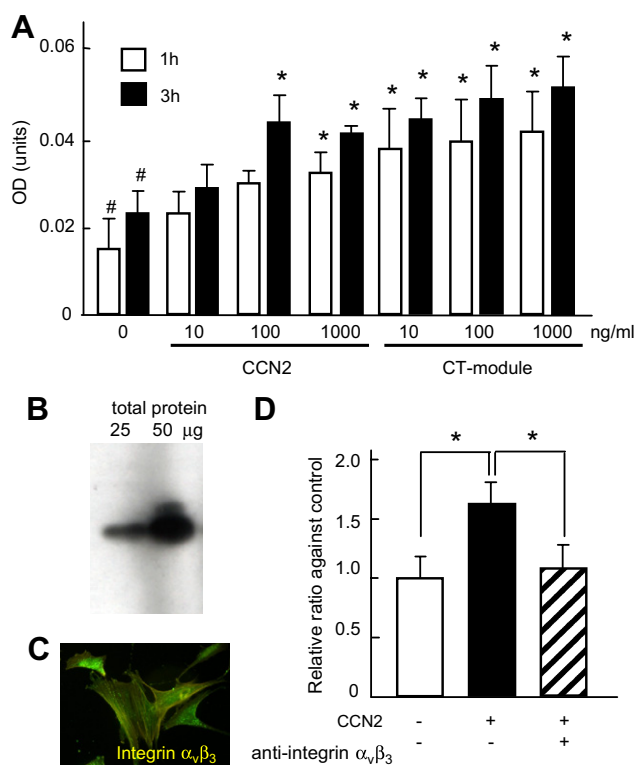 A
0.06
1h
3h
*
*
*
*
*
*
*
*
*
#
#
OD (units)
0.04
0.02
0
0 10 100 1000 10 100 1000 ng/ml
CCN2 CT-module
B
total protein
25 50 μg
C
Integrin αvβ3
D
* *
Relative ratio against control
2.0
1.5
1.0
0.5
0
CCN2 - + +
anti-integrin αvβ3 - - +